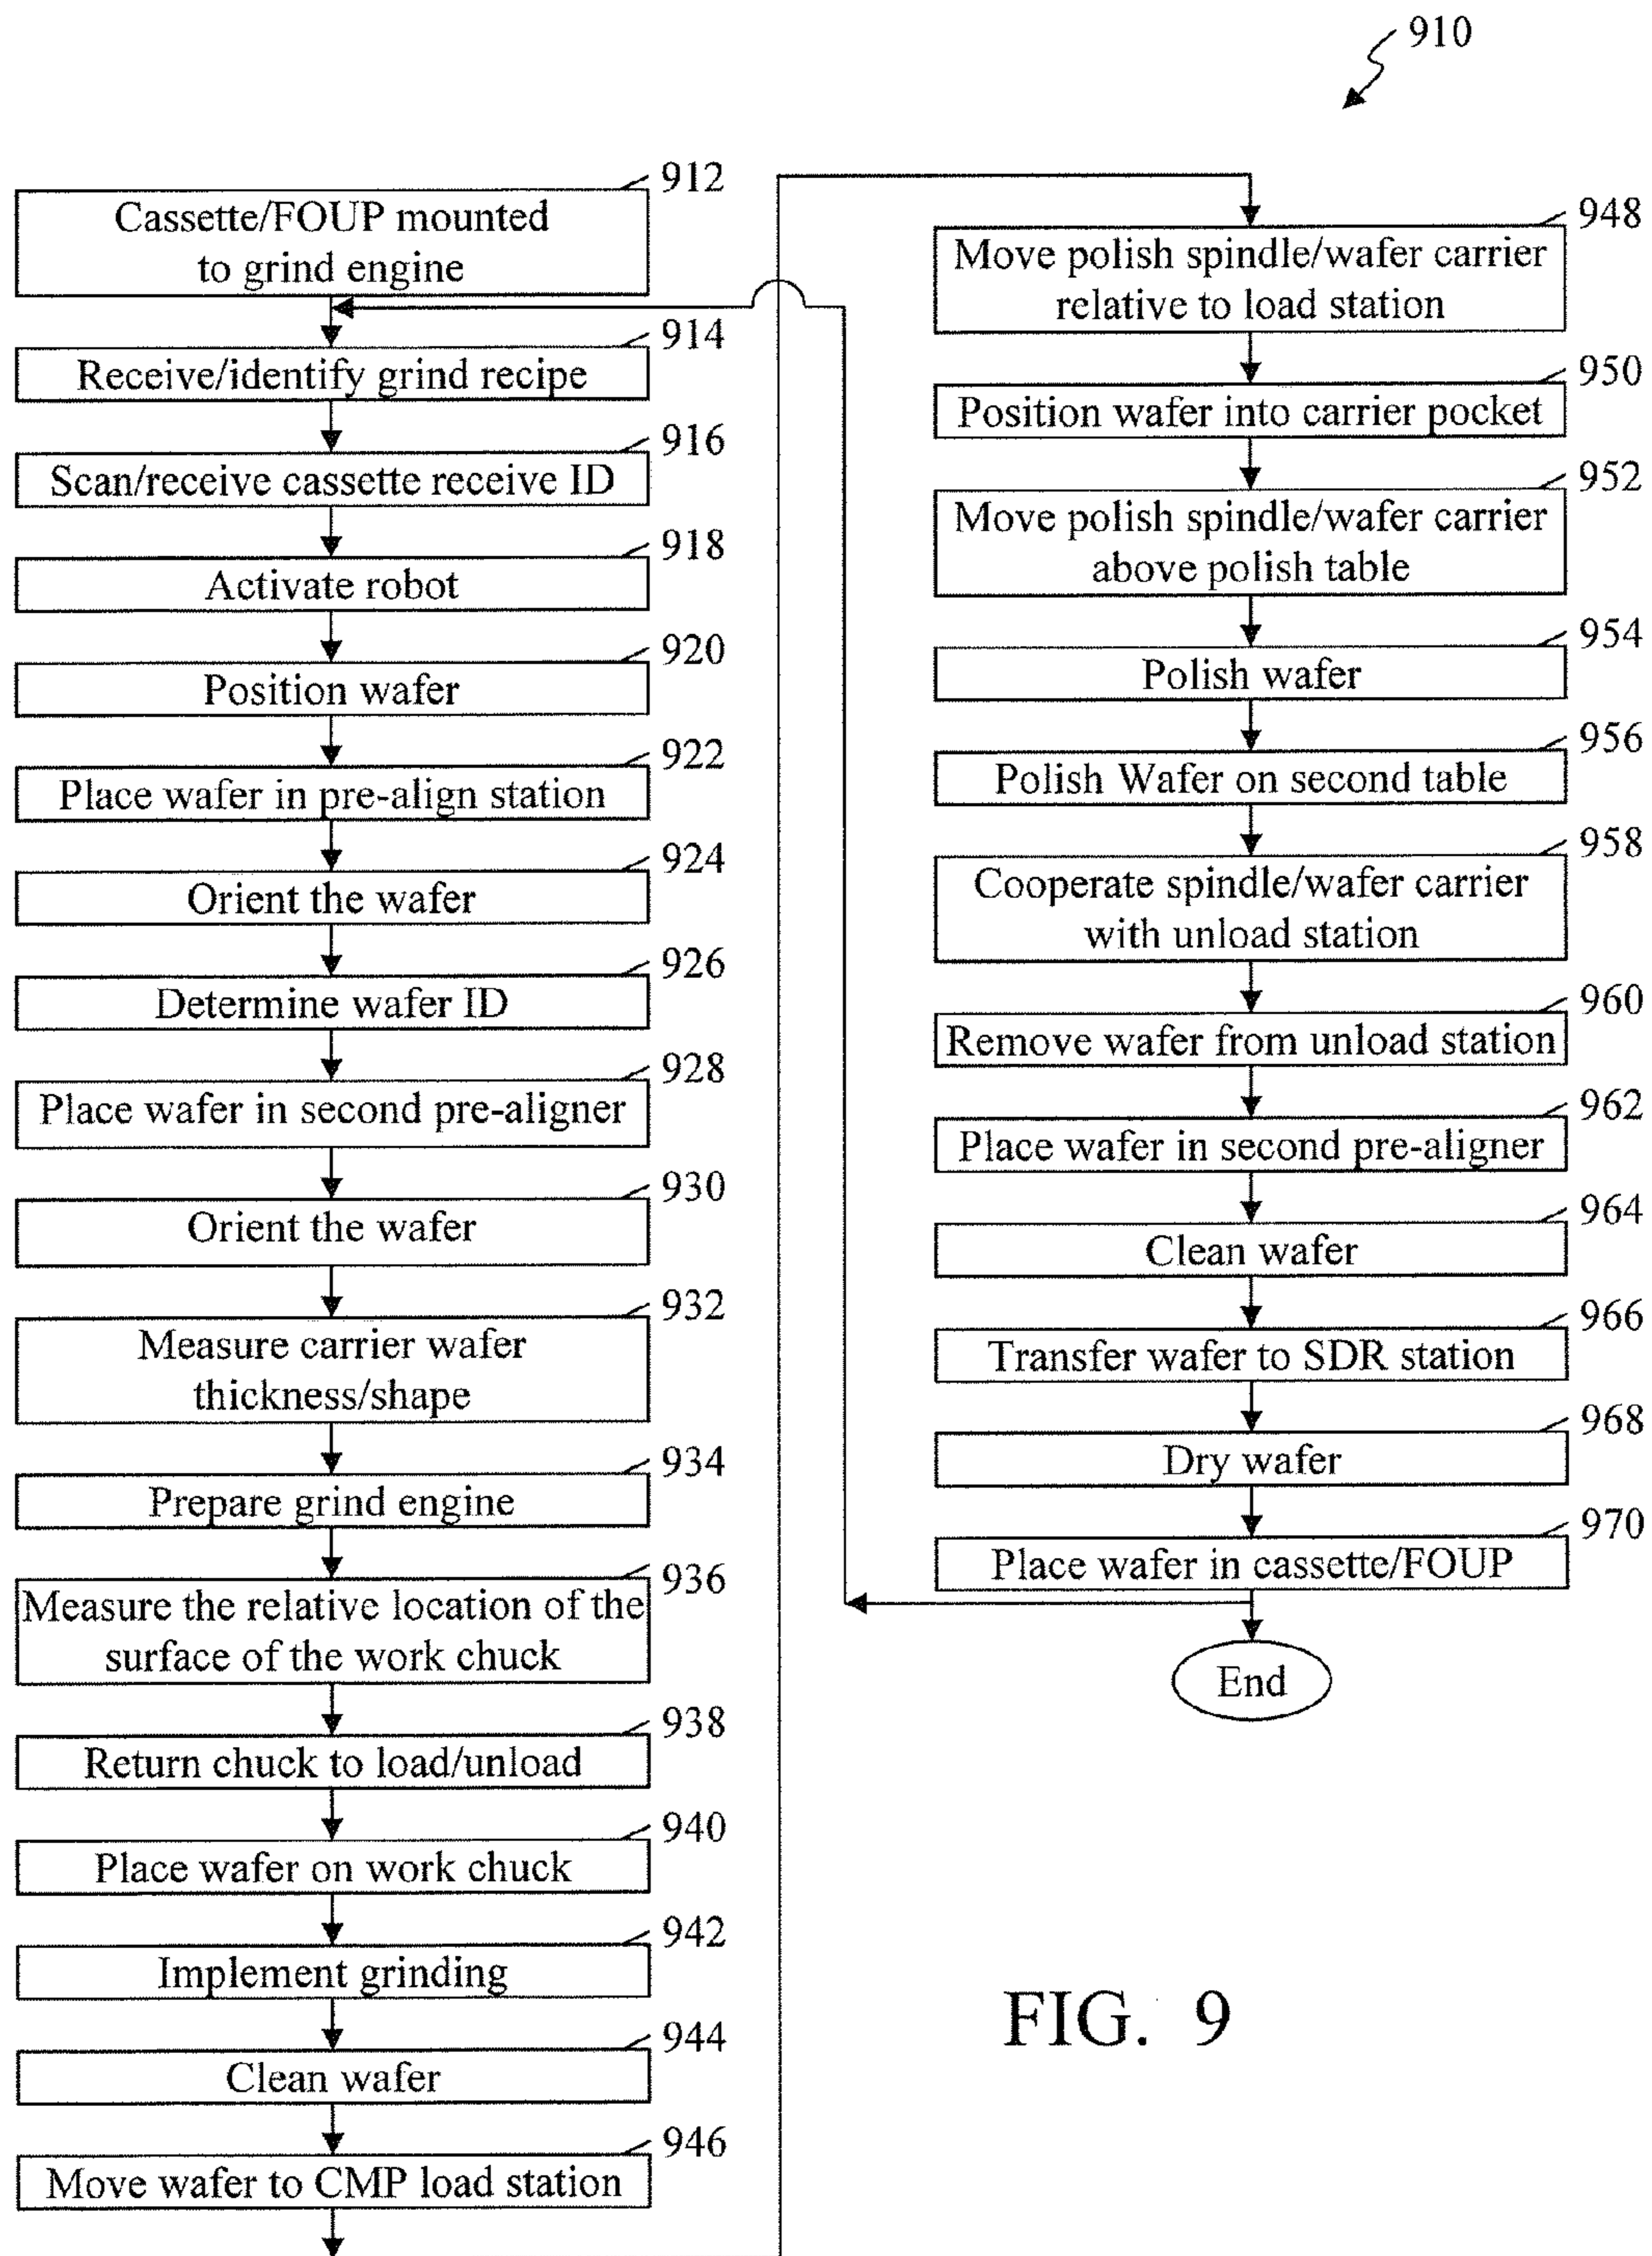 910
912
Cassette/FOUP mounted
to grind engine
914
Receive/identify grind recipe
916
Scan/receive cassette receive ID
918
Activate robot
920
Position wafer
922
Place wafer in pre-align station
924
Orient the wafer
926
Determine wafer ID
928
Place wafer in second pre-aligner
930
Orient the wafer
932
Measure carrier wafer
thickness/shape
934
Prepare grind engine
936
Measure the relative location of the
surface of the work chuck
938
Return chuck to load/unload
940
Place wafer on work chuck
942
Implement grinding
944
Clean wafer
946
Move wafer to CMP load station
948
Move polish spindle/wafer carrier
relative to load station
950
Position wafer into carrier pocket
952
Move polish spindle/wafer carrier
above polish table
954
Polish wafer
956
Polish Wafer on second table
958
Cooperate spindle/wafer carrier
with unload station
960
Remove wafer from unload station
962
Place wafer in second pre-aligner
964
Clean wafer
966
Transfer wafer to SDR station
968
Dry wafer
970
Place wafer in cassette/FOUP
End
FIG. 9